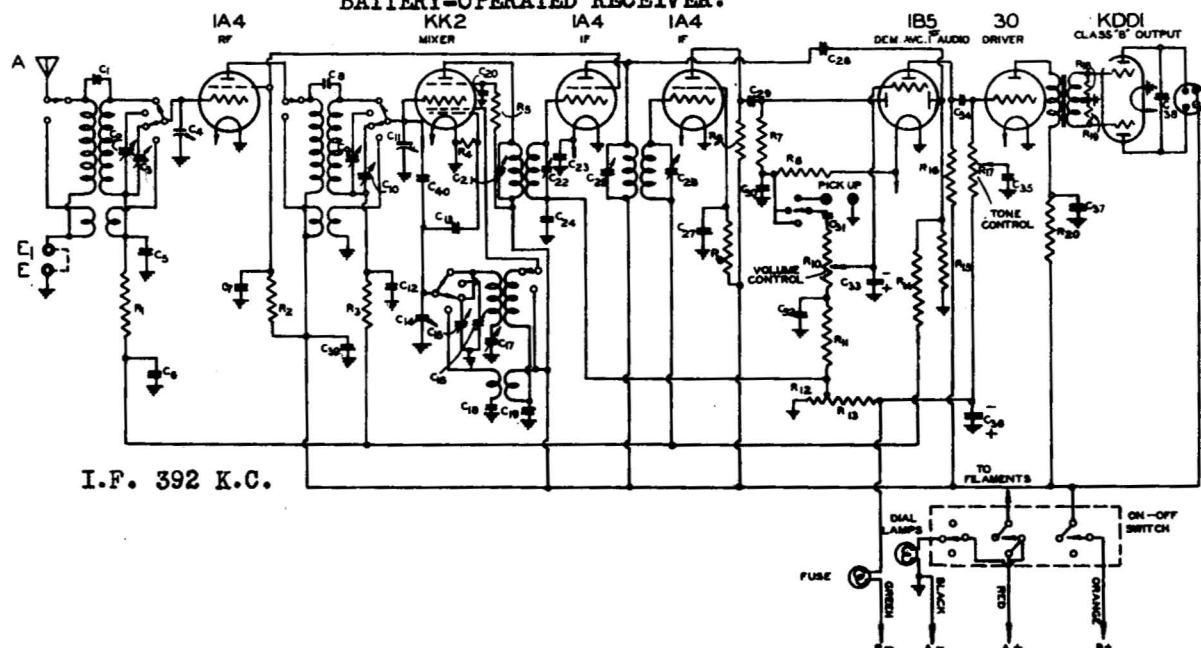 BATTERY-OPERATED RECEIVER.
1A4 KK2 1A4 1A4 1B5 30 KDD1
RF MIXER IF IF DEM. AVC. 1ST AUDIO DRIVER CLASS "B" OUTPUT
A
C1
C8
C20
C26
C2
C3
C4
C11
C10
R4
R5
C21
C22
C23
C25
C28
C29
R7
R8
C34
R16
R17
R18
R19
C38
C40
C13
C24
C27
C30
PICK UP
C31
C35
TONE
CONTROL
C37
R20
E1
E
C5
R1
C7
R2
R3
C12
C14
C16
C17
C15
C18
C19
C39
C6
VOLUME
CONTROL
R10
C33
- +
C32
R11
R14
R15
R12
R13
C36
- +
I.F. 392 K.C.
TO
FILAMENTS
DIAL
LAMPS
ON-OFF
SWITCH
FUSE
GREEN
BLACK
RED
ORANGE
B- A- A+ B+